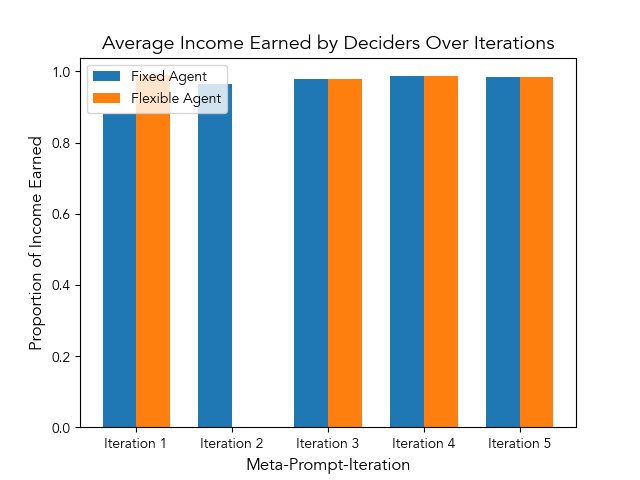 Average Income Earned by Deciders Over Iterations
Fixed Agent
Flexible Agent
Proportion of Income Earned
1.0
0.8
0.6
0.4
0.2
0.0
Iteration 1
Iteration 2
Iteration 3
Iteration 4
Iteration 5
Meta-Prompt-Iteration